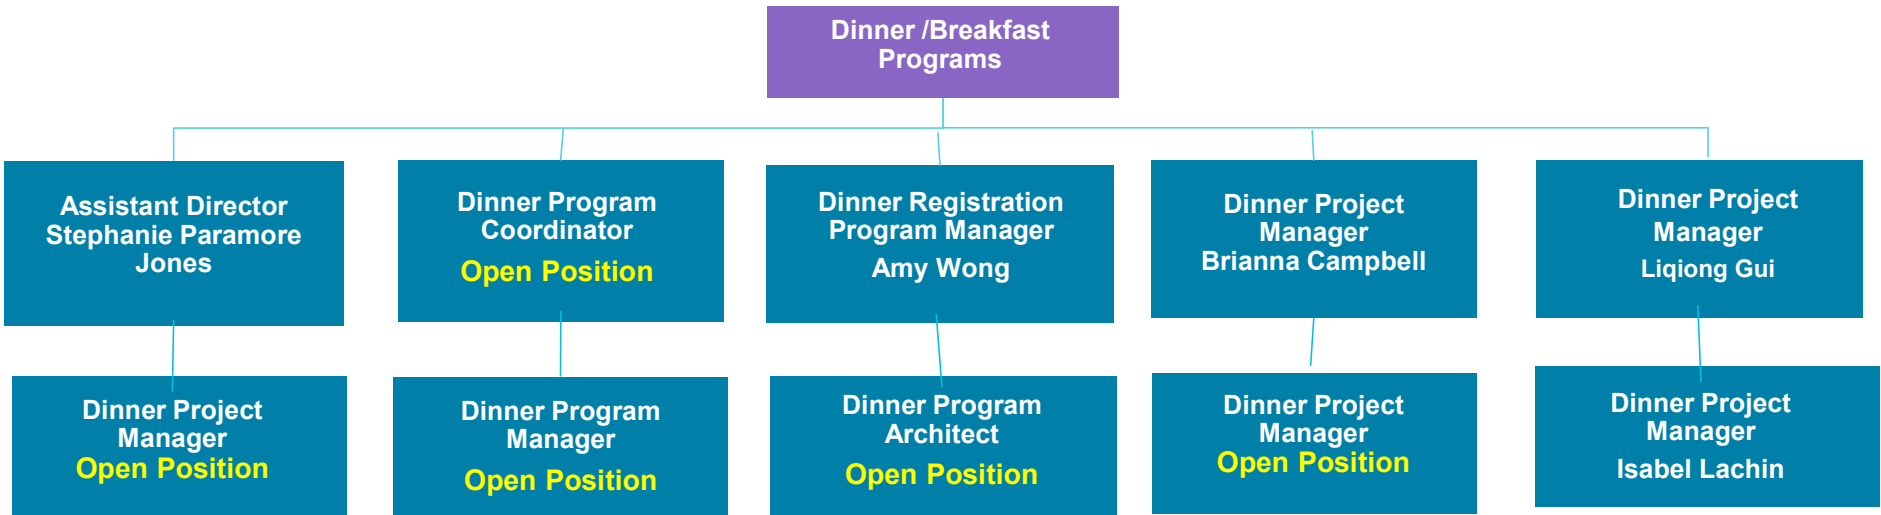 Dinner /Breakfast
Programs
Assistant Director
Stephanie Paramore
Jones
Dinner Program
Coordinator
Open Position
Dinner Registration
Program Manager
Amy Wong
Dinner Project
Manager
Brianna Campbell
Dinner Project
Manager
Liqiong Gui
Dinner Project
Manager
Open Position
Dinner Program
Manager
Open Position
Dinner Program
Architect
Open Position
Dinner Project
Manager
Open Position
Dinner Project
Manager
Isabel Lachin